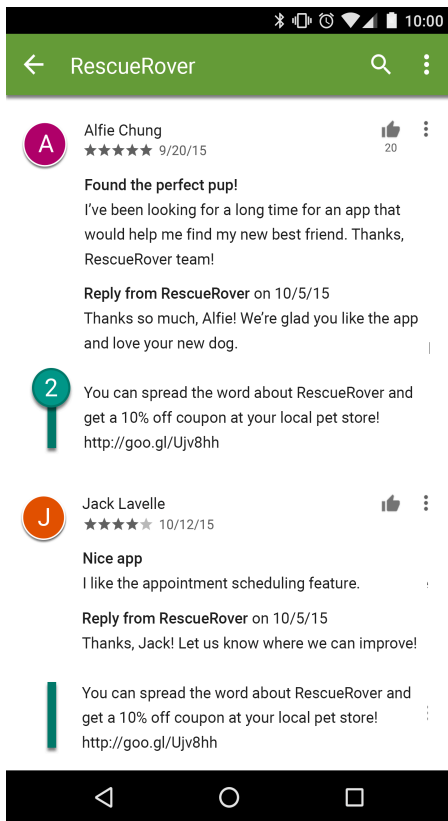 10:00
RescueRover
A
Alfie Chung
9/20/15
20
Found the perfect pup!
I've been looking for a long time for an app that
would help me find my new best friend. Thanks,
RescueRover team!
Reply from RescueRover on 10/5/15
Thanks so much, Alfie! We're glad you like the app
and love your new dog.
2
You can spread the word about RescueRover and
get a 10% off coupon at your local pet store!
http://goo.gl/Ujv8hh
J
Jack Lavelle
10/12/15
Nice app
I like the appointment scheduling feature.
Reply from RescueRover on 10/5/15
Thanks, Jack! Let us know where we can improve!
You can spread the word about RescueRover and
get a 10% off coupon at your local pet store!
http://goo.gl/Ujv8hh